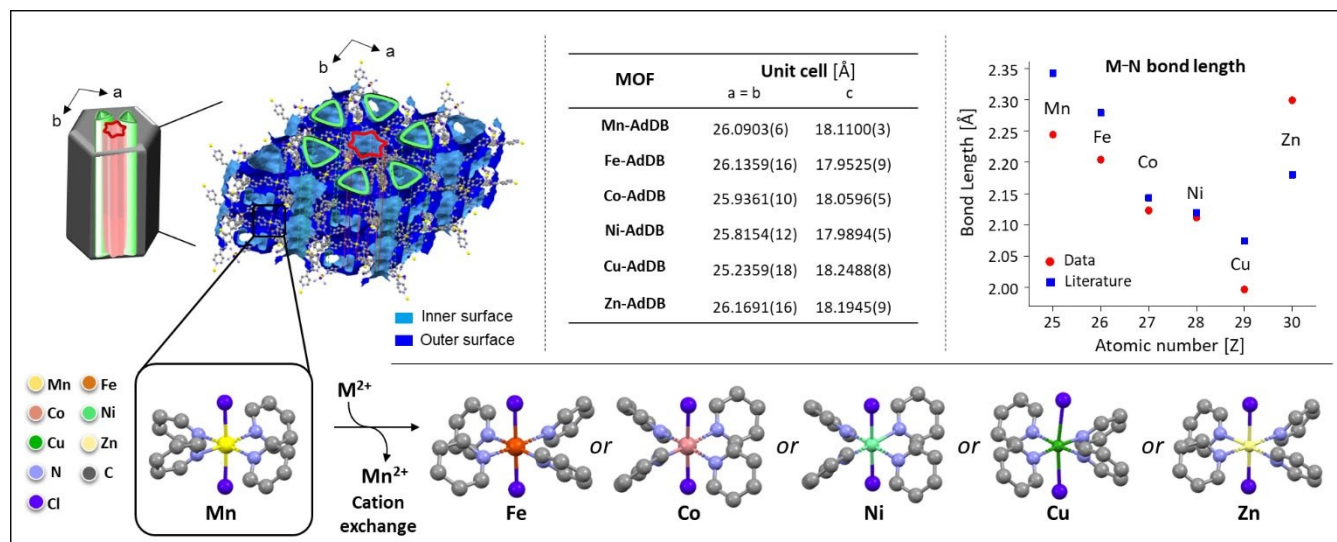 a
b
a
b
Inner surface
Outer surface
MOF Unit cell [Å]
a = b c
Mn-AdDB 26.0903(6) 18.1100(3)
Fe-AdDB 26.1359(16) 17.9525(9)
Co-AdDB 25.9361(10) 18.0596(5)
Ni-AdDB 25.8154(12) 17.9894(5)
Cu-AdDB 25.2359(18) 18.2488(8)
Zn-AdDB 26.1691(16) 18.1945(9)
M–N bond length
Bond Length [Å]
2.35
2.30
2.25
2.20
2.15
2.10
2.05
2.00
Mn
Fe
Co
Ni
Cu
Zn
Data
Literature
25 26 27 28 29 30
Atomic number [Z]
Mn Fe
Co Ni
Cu Zn
N C
Cl
Mn
M2+
Mn2+
Cation
exchange
or or or or
Fe Co Ni Cu Zn